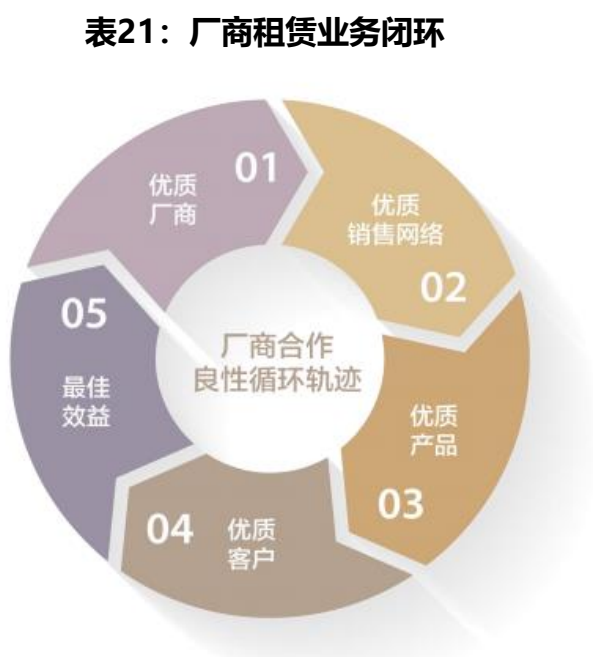 表21：厂商租赁业务闭环
01
优质
厂商
优质
销售网络
02
优质
产品
03
04
优质
客户
05
最佳
效益
厂商合作
良性循环轨迹